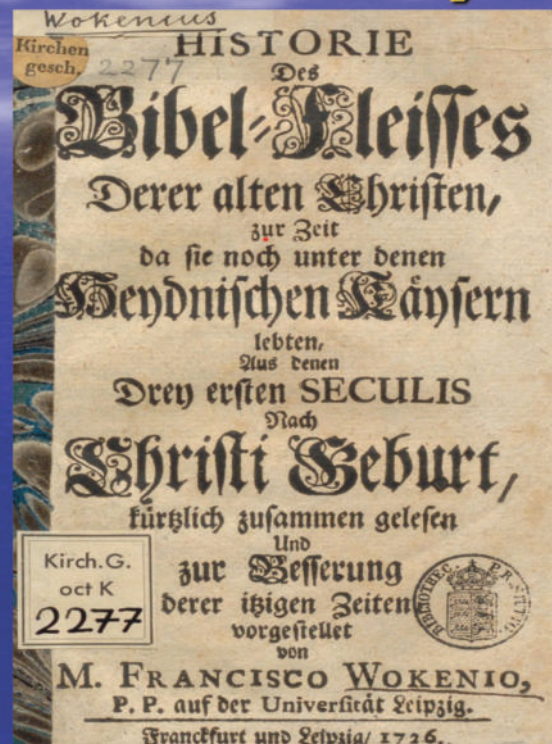 Wokenius
Kirchen
gesch. 2277
HISTORIE
Des
Bibel-Fleisses
Derer alten Christen,
zur Zeit
da sie noch unter denen
Heydnischen Käysern
lebten,
Aus denen
Drey ersten SECULIS
Nach
Christi Geburt,
kürtzlich zusammen gelesen
Und
zur Besserung
derer itzigen Zeiten
vorgestellet
von
M. FRANCISCO WOKENIO,
P. P. auf der Universität Leipzig.
Franckfurt und Leipzig/ 1726.
Kirch.G.
oct K
2277